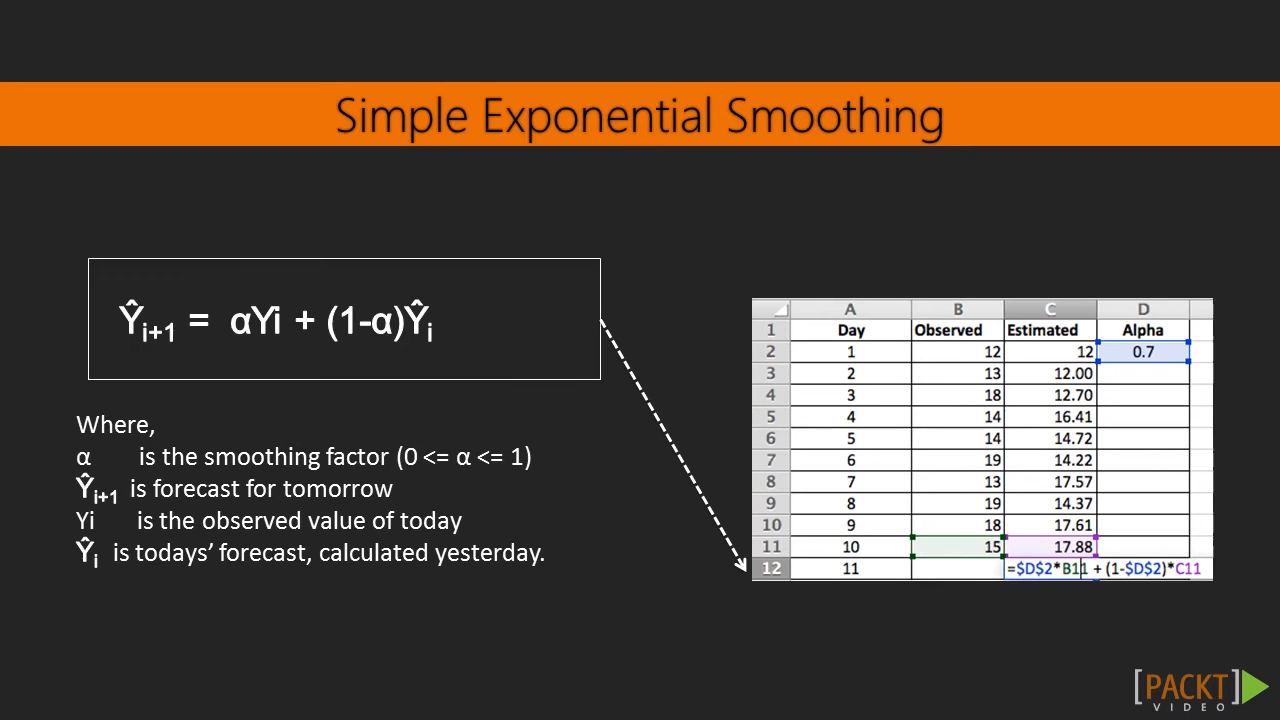 Simple Exponential Smoothing
Ŷi+1 = αYi + (1-α)Ŷi
Where,
α is the smoothing factor (0 <= α <= 1)
Ŷi+1 is forecast for tomorrow
Yi is the observed value of today
Ŷi is todays’ forecast, calculated yesterday.
A B C D
1 Day Observed Estimated Alpha
2 1 12 12 0.7
3 2 13 12.00
4 3 18 12.70
5 4 14 16.41
6 5 14 14.72
7 6 19 14.22
8 7 13 17.57
9 8 19 14.37
10 9 18 17.61
11 10 15 17.88
12 11 =$D$2*B11 + (1-$D$2)*C11
[PACKT]
VIDEO